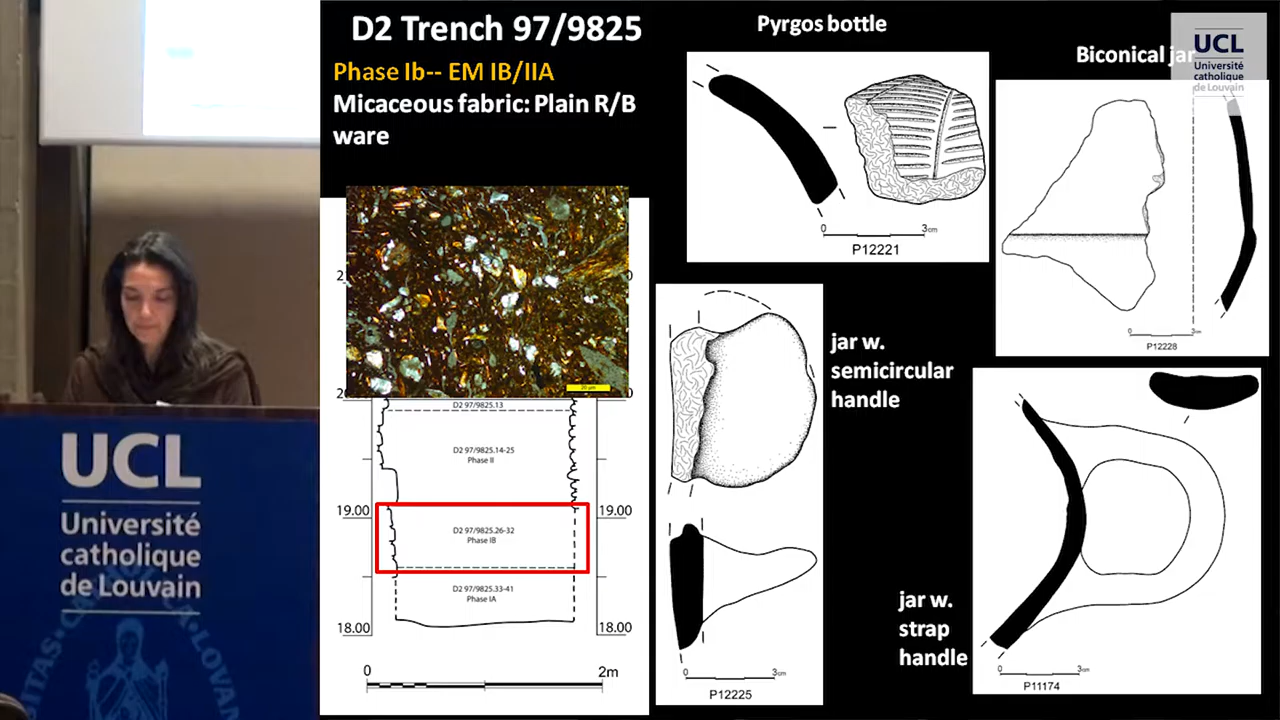 D2 Trench 97/9825
Phase Ib-- EM IB/IIA
Micaceous fabric: Plain R/B
ware
20 µm
D2 97/9825.13
D2 97/9825.14-25
Phase II
19.00
19.00
D2 97/9825.26-32
Phase IB
D2 97/9825.33-41
Phase IA
18.00
18.00
0
2m
Pyrgos bottle
0
3cm
P12221
Biconical jar
0
3cm
P12228
jar w.
semicircular
handle
0
3cm
P12225
jar w.
strap
handle
0
3cm
P11174
UCL
Université
catholique
de Louvain
UCL
Université
catholique
de Louvain